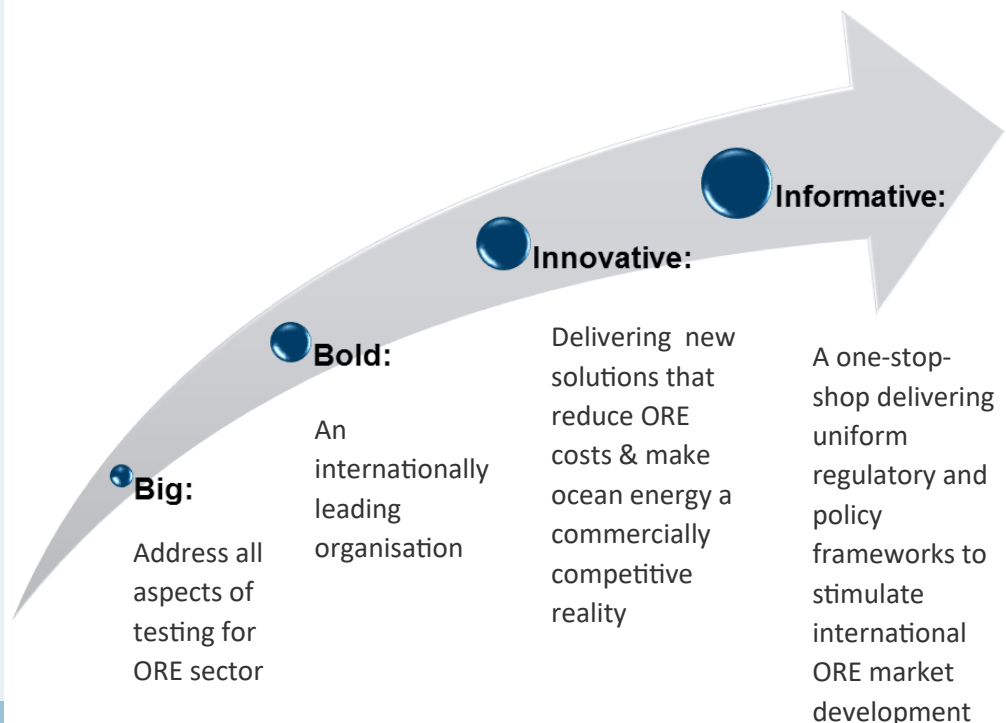 Big:
Address all
aspects of
testing for
ORE sector
Bold:
An
internationally
leading
organisation
Innovative:
Delivering  new
solutions that
reduce ORE
costs & make
ocean energy a
commercially
competitive
reality
Informative:
A one-stop-
shop delivering
uniform
regulatory and
policy
frameworks to
stimulate
international
ORE market
development